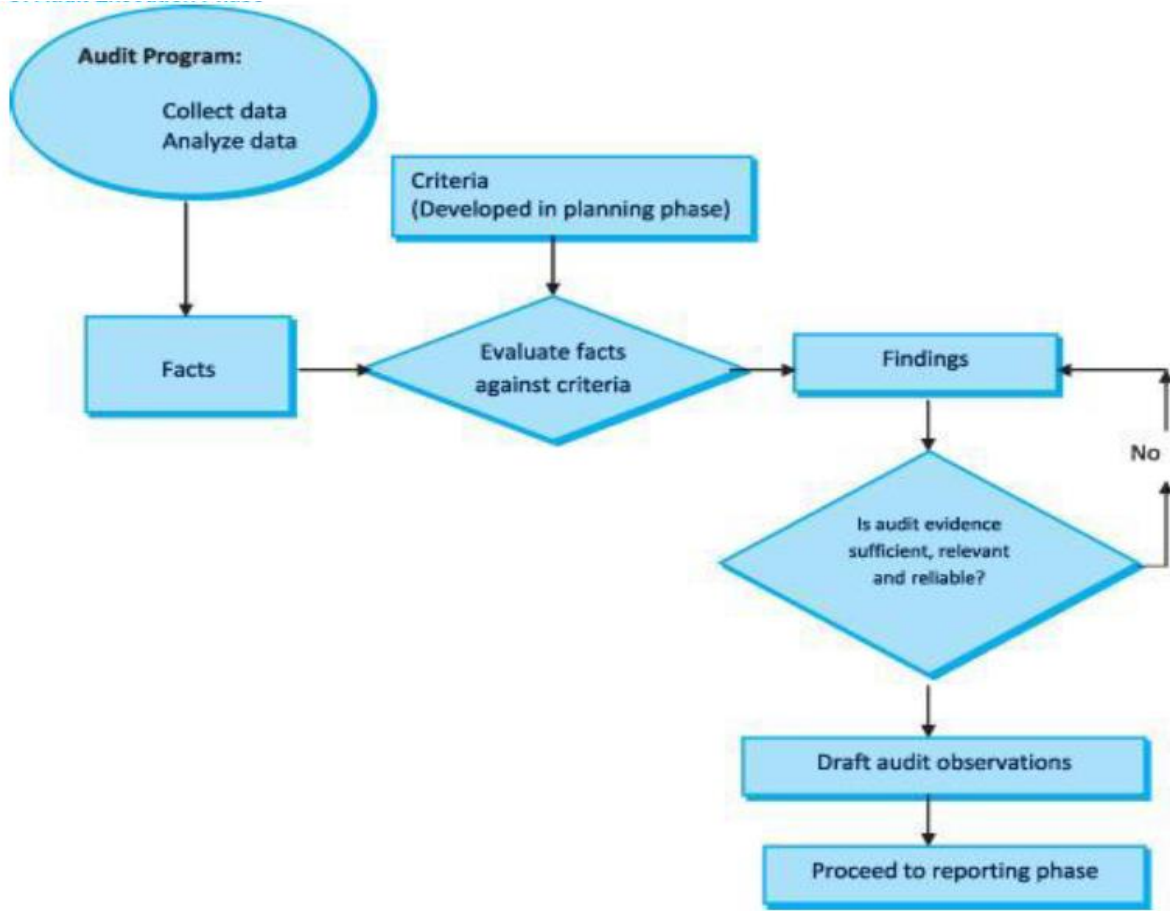 Audit Program:
Collect data
Analyze data
Criteria
(Developed in planning phase)
Facts
Evaluate facts
against criteria
Findings
No
Is audit evidence
sufficient, relevant
and reliable?
Draft audit observations
Proceed to reporting phase